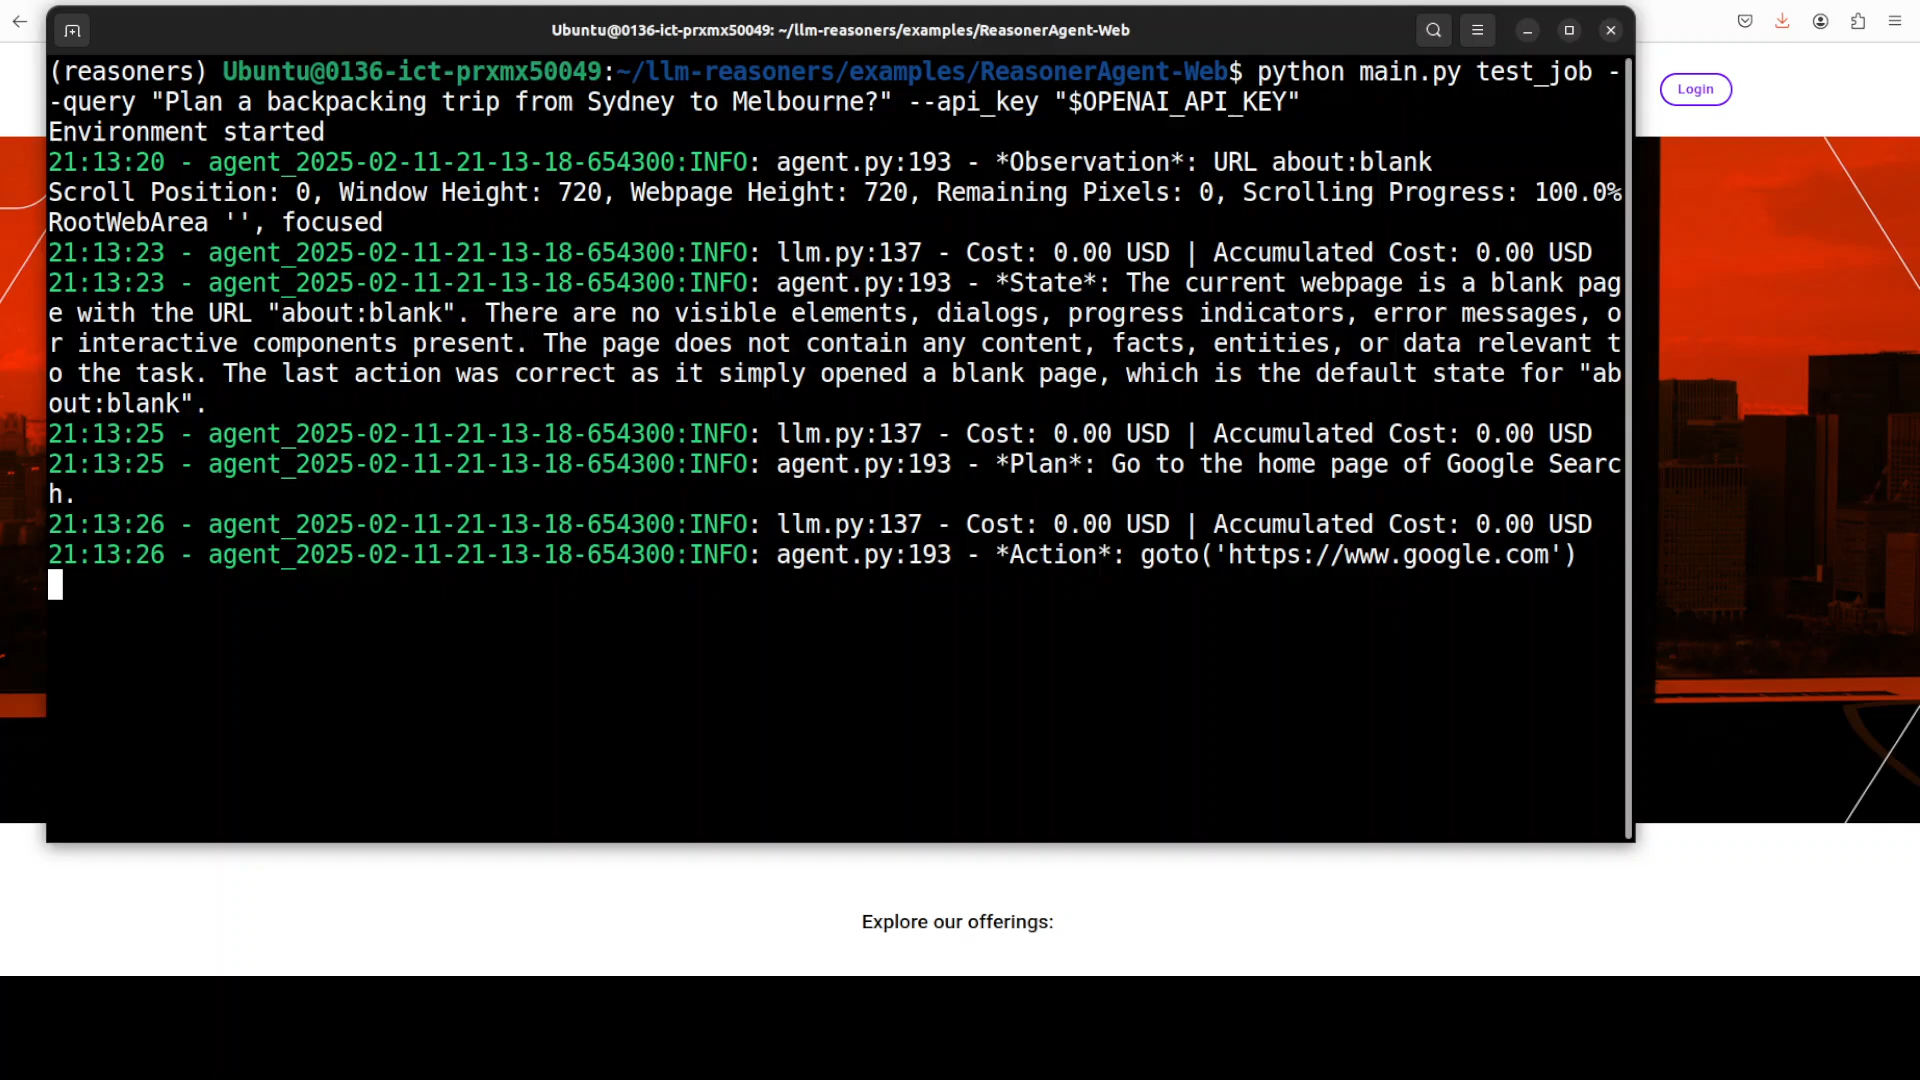 Ubuntu@0136-ict-prxmx50049: ~/llm-reasoners/examples/ReasonerAgent-Web
(reasoners) Ubuntu@0136-ict-prxmx50049:~/llm-reasoners/examples/ReasonerAgent-Web$ python main.py test_job -
-query "Plan a backpacking trip from Sydney to Melbourne?" --api_key "$OPENAI_API_KEY"
Environment started
21:13:20 - agent_2025-02-11-21-13-18-654300:INFO: agent.py:193 - *Observation*: URL about:blank
Scroll Position: 0, Window Height: 720, Webpage Height: 720, Remaining Pixels: 0, Scrolling Progress: 100.0%
RootWebArea '', focused
21:13:23 - agent_2025-02-11-21-13-18-654300:INFO: llm.py:137 - Cost: 0.00 USD | Accumulated Cost: 0.00 USD
21:13:23 - agent_2025-02-11-21-13-18-654300:INFO: agent.py:193 - *State*: The current webpage is a blank pag
e with the URL "about:blank". There are no visible elements, dialogs, progress indicators, error messages, o
r interactive components present. The page does not contain any content, facts, entities, or data relevant t
o the task. The last action was correct as it simply opened a blank page, which is the default state for "ab
out:blank".
21:13:25 - agent_2025-02-11-21-13-18-654300:INFO: llm.py:137 - Cost: 0.00 USD | Accumulated Cost: 0.00 USD
21:13:25 - agent_2025-02-11-21-13-18-654300:INFO: agent.py:193 - *Plan*: Go to the home page of Google Searc
h.
21:13:26 - agent_2025-02-11-21-13-18-654300:INFO: llm.py:137 - Cost: 0.00 USD | Accumulated Cost: 0.00 USD
21:13:26 - agent_2025-02-11-21-13-18-654300:INFO: agent.py:193 - *Action*: goto('https://www.google.com')
Login
Explore our offerings: